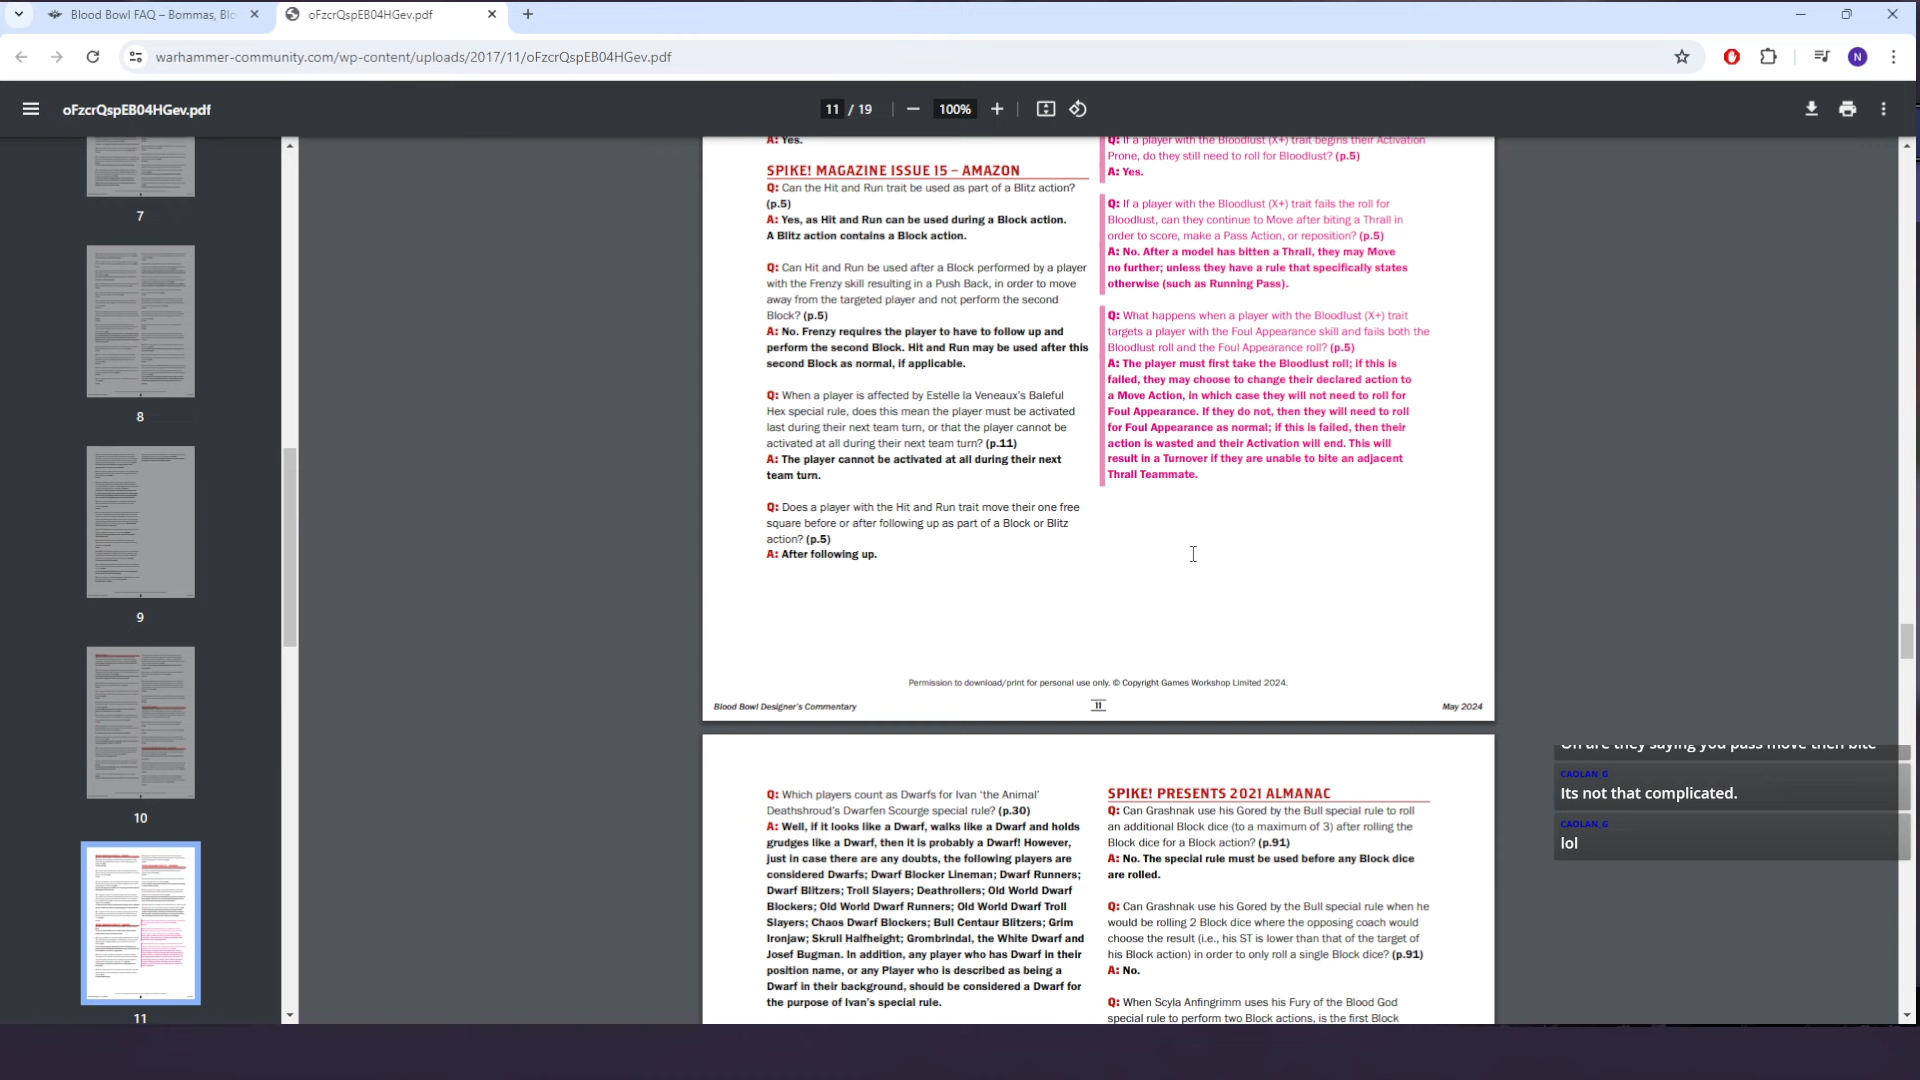 Blood Bowl FAQ – Bommas, Blo
oFzcrQspEB04HGev.pdf
warhammer-community.com/wp-content/uploads/2017/11/oFzcrQspEB04HGev.pdf
N
oFzcrQspEB04HGev.pdf
11 / 19
100%
7
8
9
10
11
A: Yes.
SPIKE! MAGAZINE ISSUE 15 – AMAZON
Q: Can the Hit and Run trait be used as part of a Blitz action?
(p.5)
A: Yes, as Hit and Run can be used during a Block action.
A Blitz action contains a Block action.
Q: Can Hit and Run be used after a Block performed by a player
with the Frenzy skill resulting in a Push Back, in order to move
away from the targeted player and not perform the second
Block? (p.5)
A: No. Frenzy requires the player to have to follow up and
perform the second Block. Hit and Run may be used after this
second Block as normal, if applicable.
Q: When a player is affected by Estelle la Veneaux's Baleful
Hex special rule, does this mean the player must be activated
last during their next team turn, or that the player cannot be
activated at all during their next team turn? (p.11)
A: The player cannot be activated at all during their next
team turn.
Q: Does a player with the Hit and Run trait move their one free
square before or after following up as part of a Block or Blitz
action? (p.5)
A: After following up.
Q: If a player with the Bloodlust (X+) trait begins their Activation
Prone, do they still need to roll for Bloodlust? (p.5)
A: Yes.
Q: If a player with the Bloodlust (X+) trait fails the roll for
Bloodlust, can they continue to Move after biting a Thrall in
order to score, make a Pass Action, or reposition? (p.5)
A: No. After a model has bitten a Thrall, they may Move
no further; unless they have a rule that specifically states
otherwise (such as Running Pass).
Q: What happens when a player with the Bloodlust (X+) trait
targets a player with the Foul Appearance skill and fails both the
Bloodlust roll and the Foul Appearance roll? (p.5)
A: The player must first take the Bloodlust roll; if this is
failed, they may choose to change their declared action to
a Move Action, in which case they will not need to roll for
Foul Appearance. If they do not, then they will need to roll
for Foul Appearance as normal; if this is failed, then their
action is wasted and their Activation will end. This will
result in a Turnover if they are unable to bite an adjacent
Thrall Teammate.
Permission to download/print for personal use only. © Copyright Games Workshop Limited 2024.
Blood Bowl Designer's Commentary
11
May 2024
Q: Which players count as Dwarfs for Ivan 'the Animal'
Deathshroud's Dwarfen Scourge special rule? (p.30)
A: Well, if it looks like a Dwarf, walks like a Dwarf and holds
grudges like a Dwarf, then it is probably a Dwarf! However,
just in case there are any doubts, the following players are
considered Dwarfs; Dwarf Blocker Lineman; Dwarf Runners;
Dwarf Blitzers; Troll Slayers; Deathrollers; Old World Dwarf
Blockers; Old World Dwarf Runners; Old World Dwarf Troll
Slayers; Chaos Dwarf Blockers; Bull Centaur Blitzers; Grim
Ironjaw; Skrull Halfheight; Grombrindal, the White Dwarf and
Josef Bugman. In addition, any player who has Dwarf in their
position name, or any Player who is described as being a
Dwarf in their background, should be considered a Dwarf for
the purpose of Ivan's special rule.
SPIKE! PRESENTS 2021 ALMANAC
Q: Can Grashnak use his Gored by the Bull special rule to roll
an additional Block dice (to a maximum of 3) after rolling the
Block dice for a Block action? (p.91)
A: No. The special rule must be used before any Block dice
are rolled.
Q: Can Grashnak use his Gored by the Bull special rule when he
would be rolling 2 Block dice where the opposing coach would
choose the result (i.e., his ST is lower than that of the target of
his Block action) in order to only roll a single Block dice? (p.91)
A: No.
Q: When Scyla Anfingrimm uses his Fury of the Blood God
special rule to perform two Block actions, is the first Block
Oh are they saying you pass move then bite
CAOLAN_G
Its not that complicated.
CAOLAN_G
lol